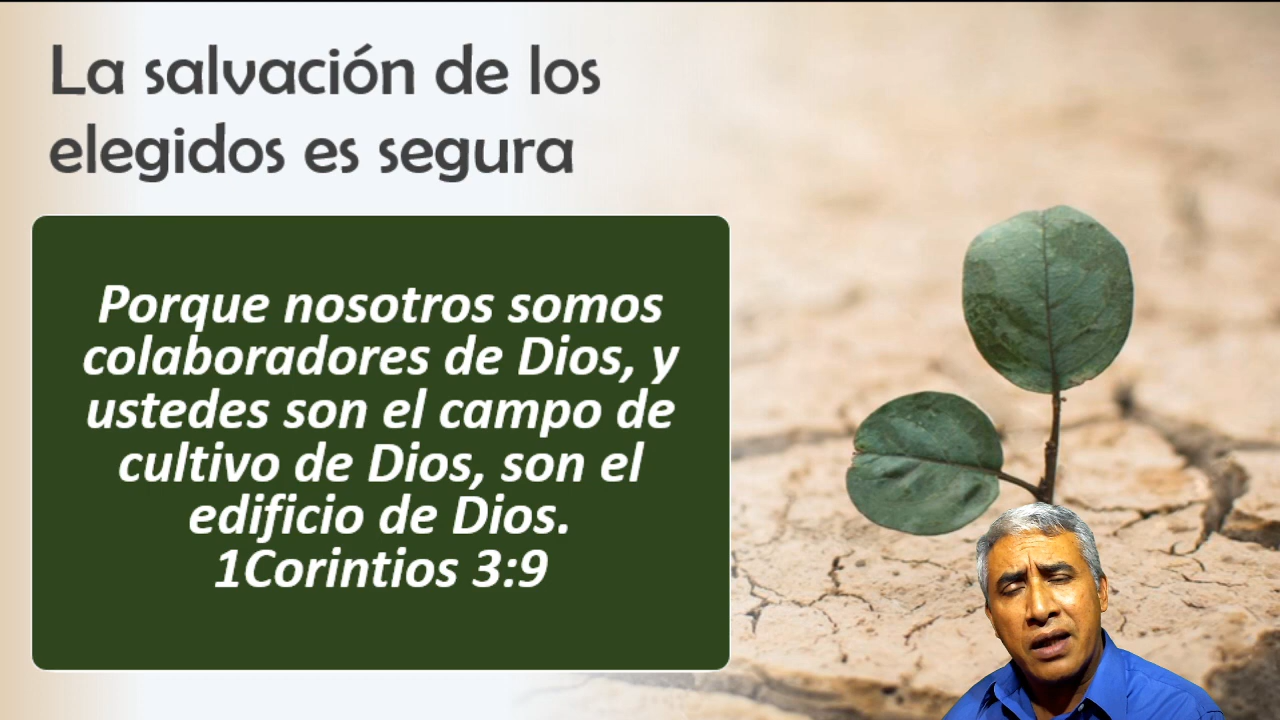 La salvación de los
elegidos es segura
Porque nosotros somos
colaboradores de Dios, y
ustedes son el campo de
cultivo de Dios, son el
edificio de Dios.
1Corintios 3:9